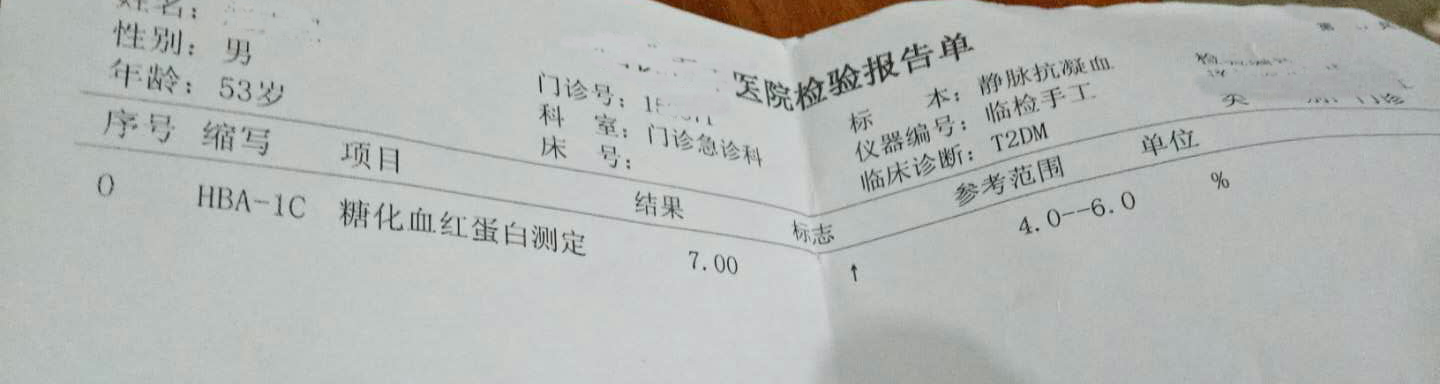 医院检验报告单
姓名：
性别：男
年龄：53岁
门诊号：
科 室：门诊急诊科
床 号：
标 本：静脉抗凝血
仪器编号：临检手工
临床诊断：T2DM
序号 缩写 项目 结果 标志 参考范围 单位
0 HBA-1C 糖化血红蛋白测定 7.00 ↑ 4.0--6.0 %